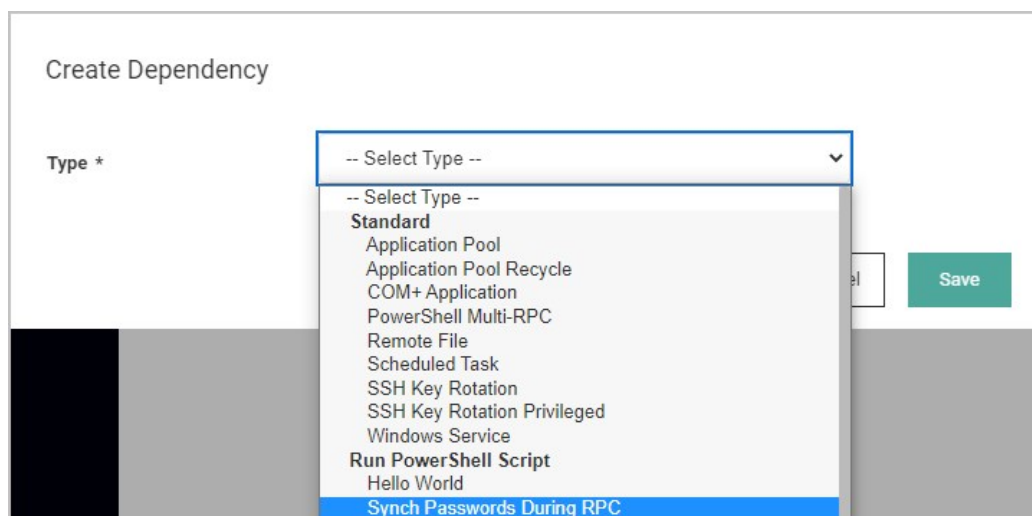 Create Dependency
Type *
-- Select Type --
-- Select Type --
Standard
Application Pool
Application Pool Recycle
COM+ Application
PowerShell Multi-RPC
Remote File
Scheduled Task
SSH Key Rotation
SSH Key Rotation Privileged
Windows Service
Run PowerShell Script
Hello World
Synch Passwords During RPC
el
Save